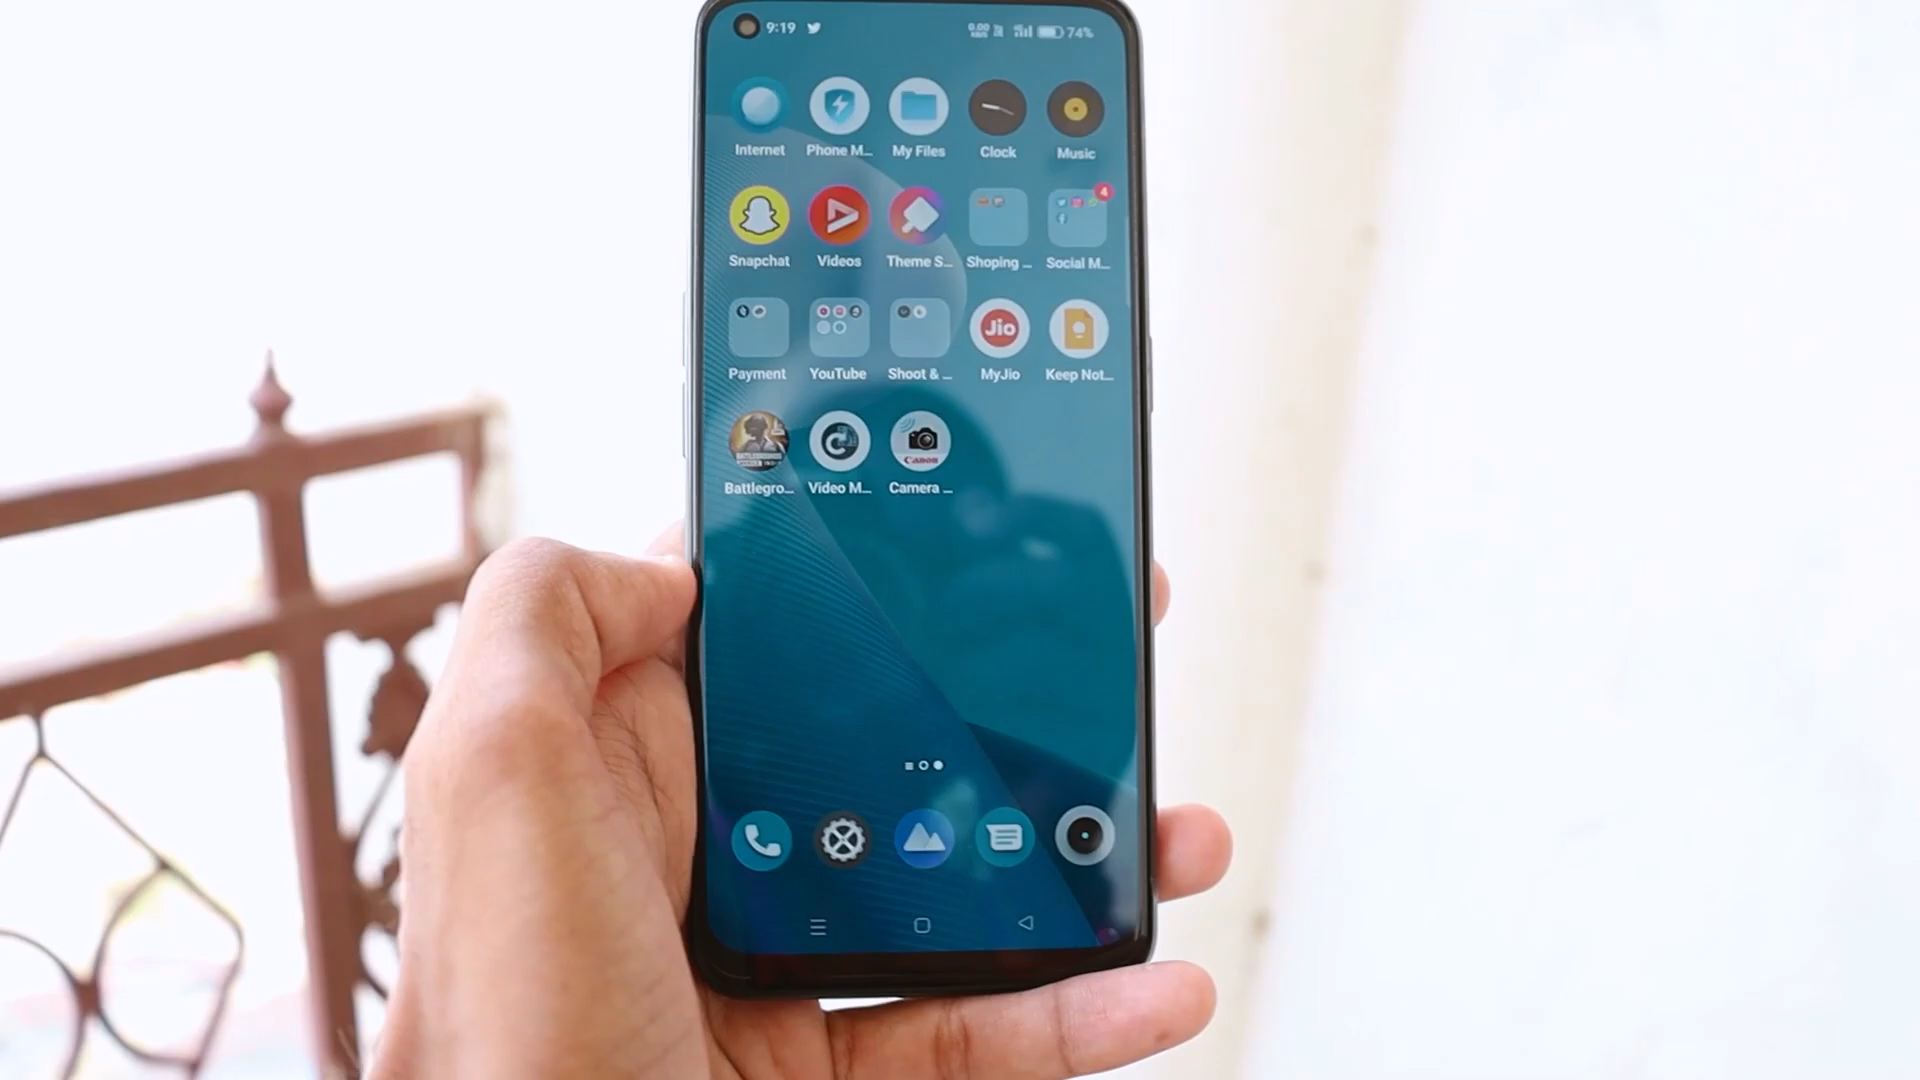 9:19 74%
Internet Phone M... My Files Clock Music
4
Snapchat Videos Theme S... Shoping ... Social M...
Jio
Payment YouTube Shoot & ... MyJio Keep Not...
Canon
Battlegro... Video M... Camera ...